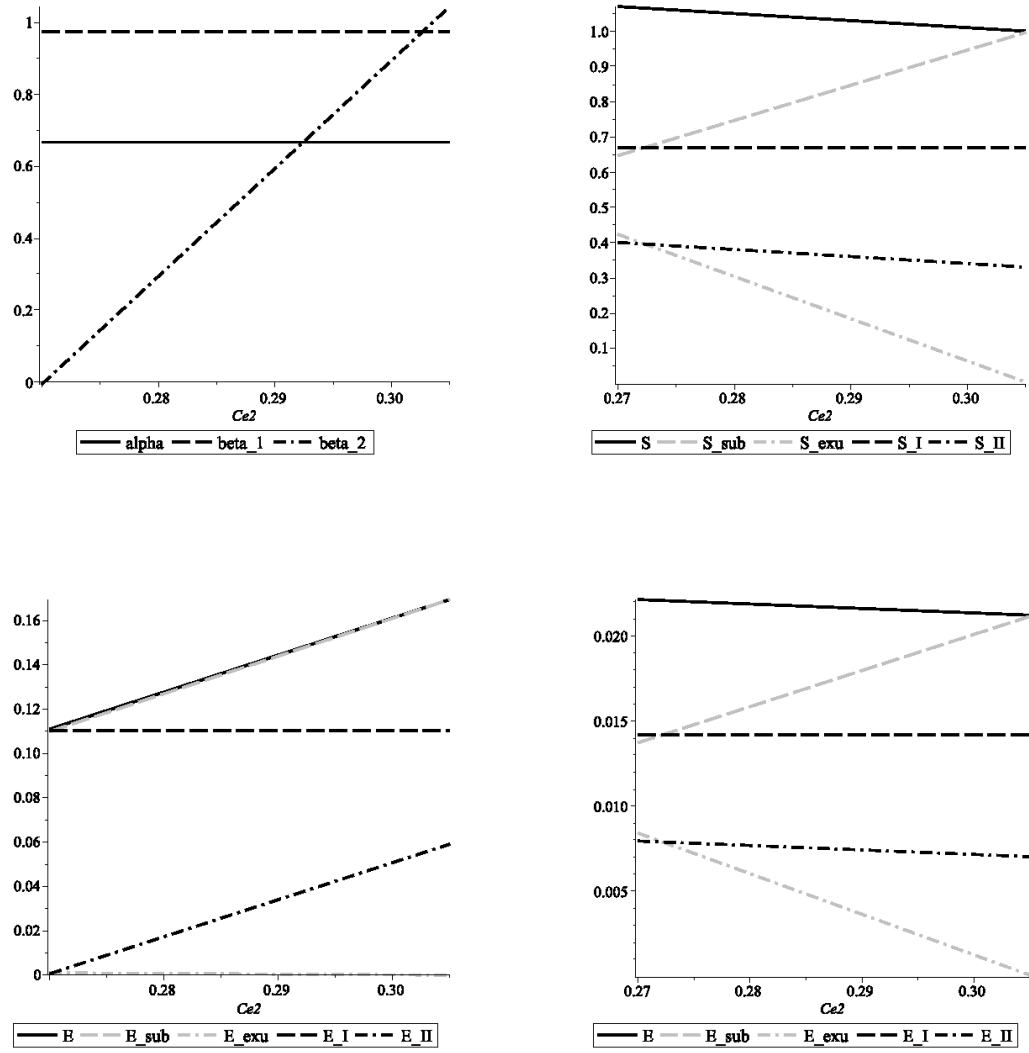 1
0.8
0.6
0.4
0.2
0
0.28 0.29 0.30
Ce2
alpha beta_1 beta_2
1.0
0.9
0.8
0.7
0.6
0.5
0.4
0.3
0.2
0.1
0.27 0.28 0.29 0.30
Ce2
S S_sub S_exu S_I S_II
0.16
0.14
0.12
0.10
0.08
0.06
0.04
0.02
0
0.28 0.29 0.30
Ce2
E E_sub E_exu E_I E_II
0.020
0.015
0.010
0.005
0.27 0.28 0.29 0.30
Ce2
E E_sub E_exu E_I E_II